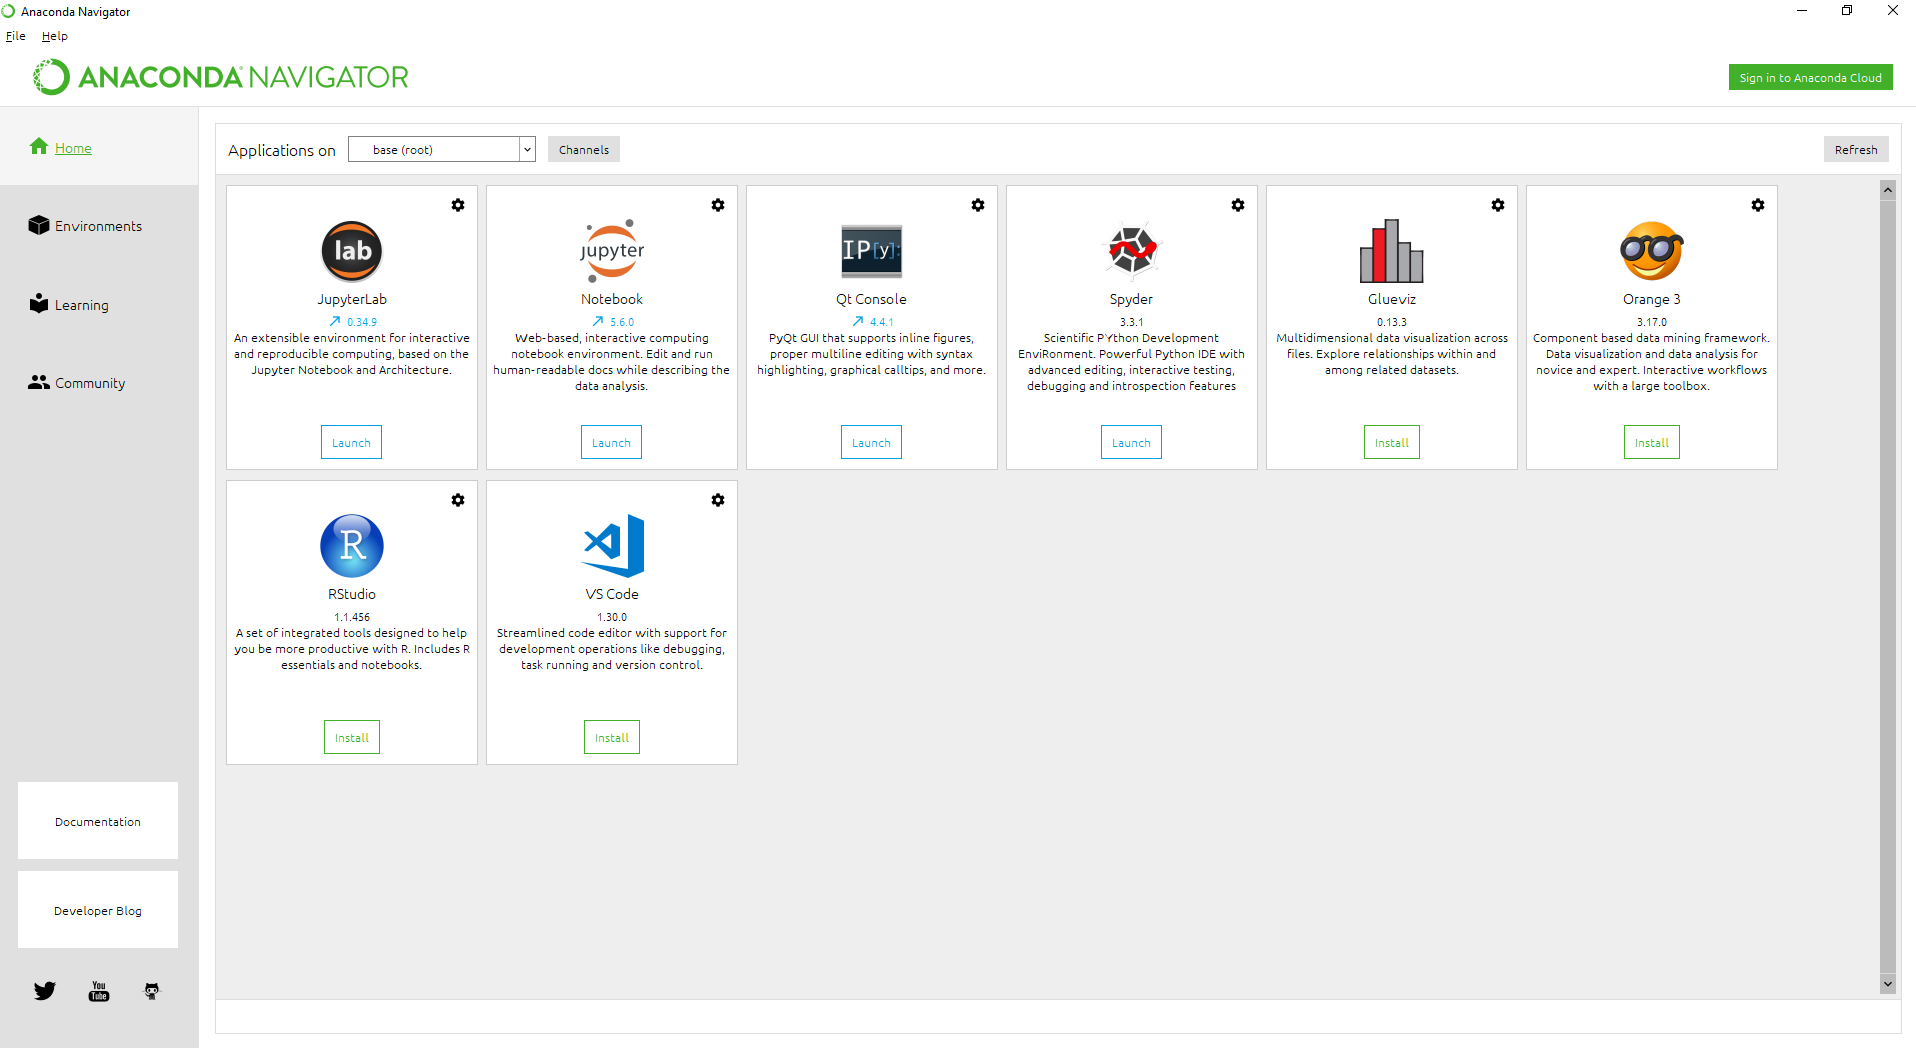 Anaconda Navigator
File Help
ANACONDA NAVIGATOR
Sign in to Anaconda Cloud
Home
Environments
Learning
Community
Documentation
Developer Blog
You
Tube
Applications on
base (root)
Channels
Refresh
lab
JupyterLab
0.34.9
An extensible environment for interactive
and reproducible computing, based on the
Jupyter Notebook and Architecture.
Launch
jupyter
Notebook
5.6.0
Web-based, interactive computing
notebook environment. Edit and run
human-readable docs while describing the
data analysis.
Launch
IP[y]:
Qt Console
4.4.1
PyQt GUI that supports inline figures,
proper multiline editing with syntax
highlighting, graphical calltips, and more.
Launch
Spyder
3.3.1
Scientific PYthon Development
EnviRonment. Powerful Python IDE with
advanced editing, interactive testing,
debugging and introspection features
Launch
Glueviz
0.13.3
Multidimensional data visualization across
files. Explore relationships within and
among related datasets.
Install
Orange 3
3.17.0
Component based data mining framework.
Data visualization and data analysis for
novice and expert. Interactive workflows
with a large toolbox.
Install
R
RStudio
1.1.456
A set of integrated tools designed to help
you be more productive with R. Includes R
essentials and notebooks.
Install
VS Code
1.30.0
Streamlined code editor with support for
development operations like debugging,
task running and version control.
Install